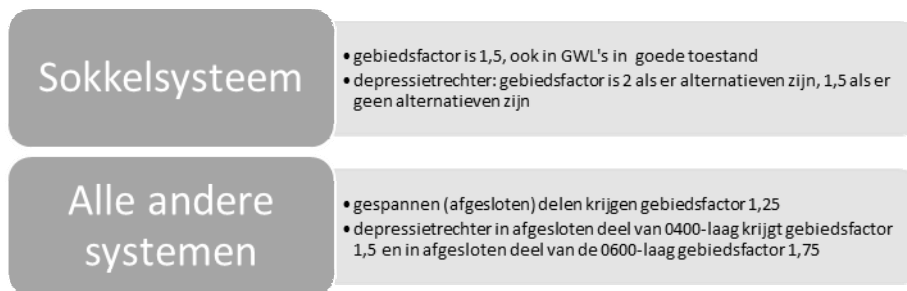 Sokkelsysteem
• gebiedsfactor is 1,5, ook in GWL's in goede toestand
• depressietrechter: gebiedsfactor is 2 als er alternatieven zijn, 1,5 als er
geen alternatieven zijn
Alle andere
systemen
• gespannen (afgesloten) delen krijgen gebiedsfactor 1,25
• depressietrechter in afgesloten deel van 0400-laag krijgt gebiedsfactor
1,5 en in afgesloten deel van de 0600-laag gebiedsfactor 1,75